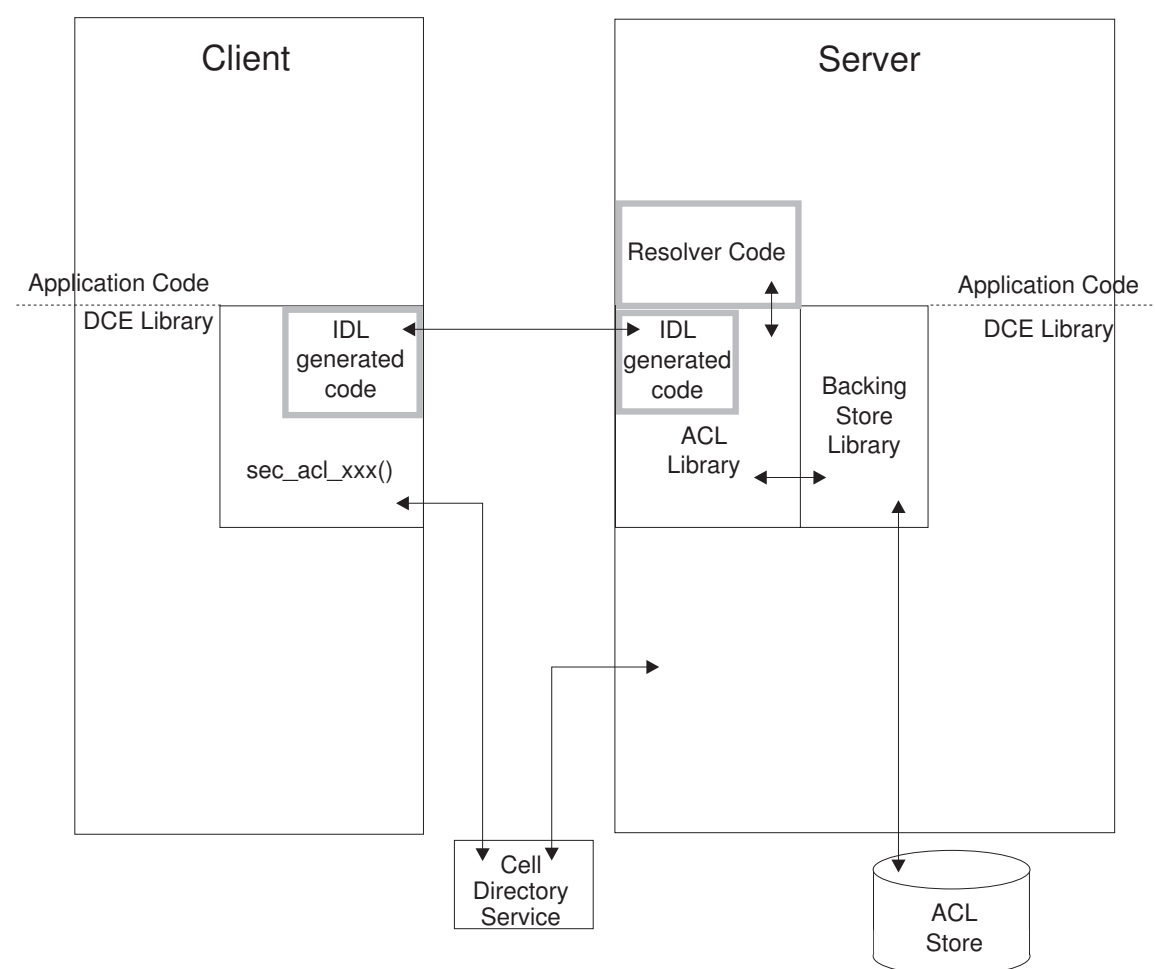 Client
Server
Resolver Code
Application Code
DCE Library
Application Code
DCE Library
IDL
generated
code
IDL
generated
code
Backing
Store
Library
ACL
Library
sec_acl_xxx()
Cell
Directory
Service
ACL
Store